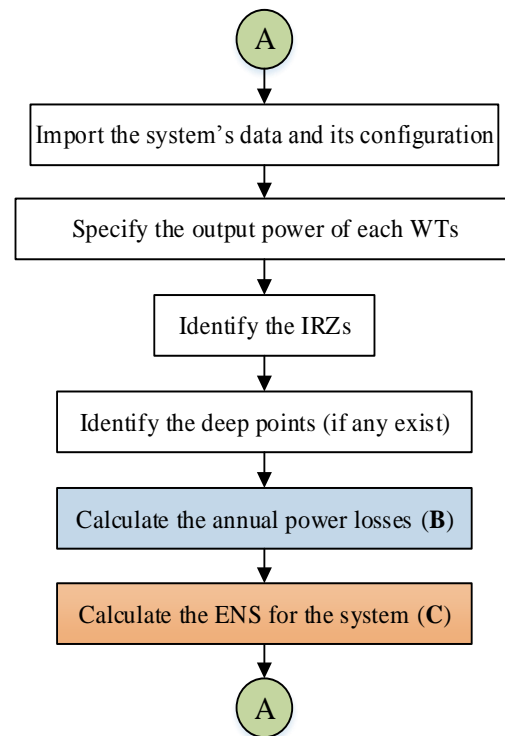 A
Import the system’s data and its configuration
Specify the output power of each WTs
Identify the IRZs
Identify the deep points (if any exist)
Calculate the annual power losses (B)
Calculate the ENS for the system (C)
A